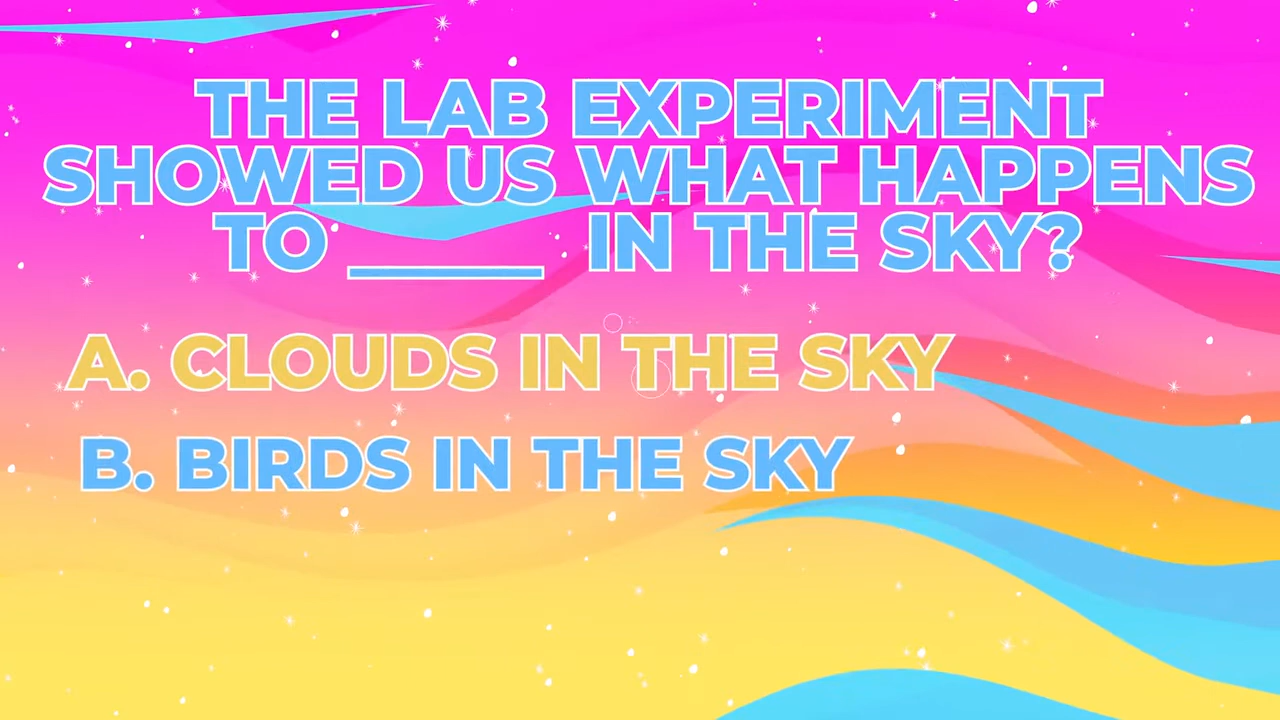 THE LAB EXPERIMENT
SHOWED US WHAT HAPPENS
TO ______ IN THE SKY?
A. CLOUDS IN THE SKY
B. BIRDS IN THE SKY